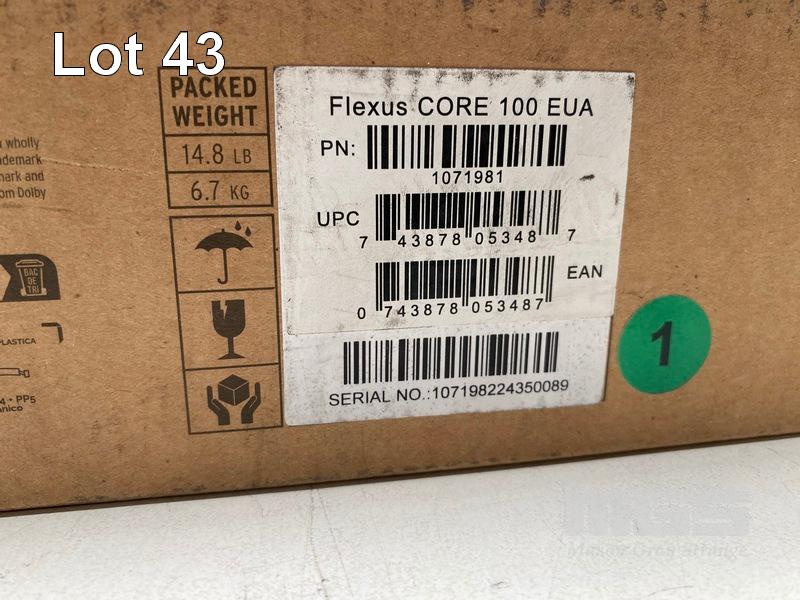 Lot 43
PACKED
WEIGHT
14.8 LB
6.7 KG
wholly
mark and
om Dolby
BAC
DE
TRI
PLASTICA
4 • PP5
Flexus CORE 100 EUA
PN:
1071981
UPC
7 43878 05348 7
EAN
0 743878 053487
SERIAL NO.:107198224350089
1